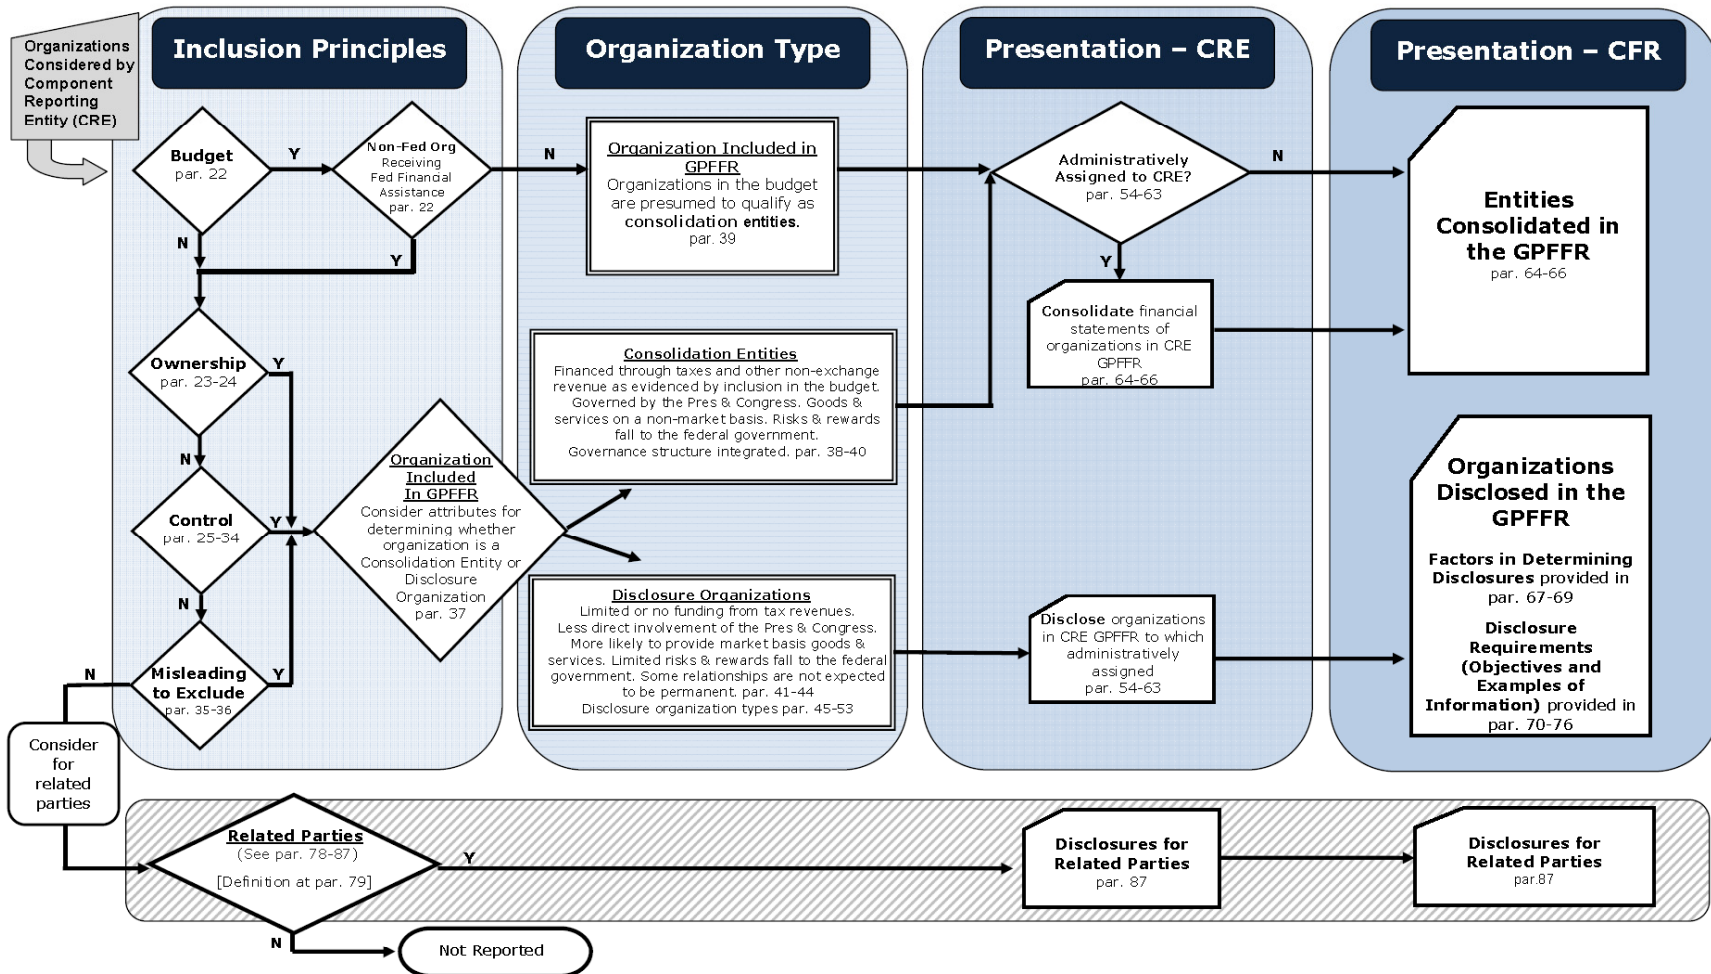 Organizations
Considered by
Component
Reporting
Entity (CRE)
Inclusion Principles
Organization Type
Presentation – CRE
Presentation – CFR
Budget
par. 22
Y
Non-Fed Org
Receiving
Fed Financial
Assistance
par. 22
N
Organization Included in
GPFFR
Organizations in the budget
are presumed to qualify as
consolidation entities.
par. 39
Administratively
Assigned to CRE?
par. 54-63
N
Entities
Consolidated in
the GPFFR
par. 64-66
N
Y
Y
Consolidate financial
statements of
organizations in CRE
GPFFR
par. 64-66
Ownership
par. 23-24
Y
N
Consolidation Entities
Financed through taxes and other non-exchange
revenue as evidenced by inclusion in the budget.
Governed by the Pres & Congress. Goods &
services on a non-market basis. Risks & rewards
fall to the federal government.
Governance structure integrated. par. 38-40
Control
par. 25-34
Y
N
Organization
Included
In GPFFR
Consider attributes for
determining whether
organization is a
Consolidation Entity or
Disclosure
Organization
par. 37
Organizations
Disclosed in the
GPFFR
Factors in Determining
Disclosures provided in
par. 67-69
Disclosure
Requirements
(Objectives and
Examples of
Information) provided in
par. 70-76
Disclosure Organizations
Limited or no funding from tax revenues.
Less direct involvement of the Pres & Congress.
More likely to provide market basis goods &
services. Limited risks & rewards fall to the federal
government. Some relationships are not expected
to be permanent. par. 41-44
Disclosure organization types par. 45-53
Disclose organizations
in CRE GPFFR to which
administratively
assigned
par. 54-63
N
Misleading
to Exclude
par. 35-36
Y
Consider
for
related
parties
Related Parties
(See par. 78-87)
[Definition at par. 79]
Y
Disclosures for
Related Parties
par. 87
Disclosures for
Related Parties
par.87
N
Not Reported